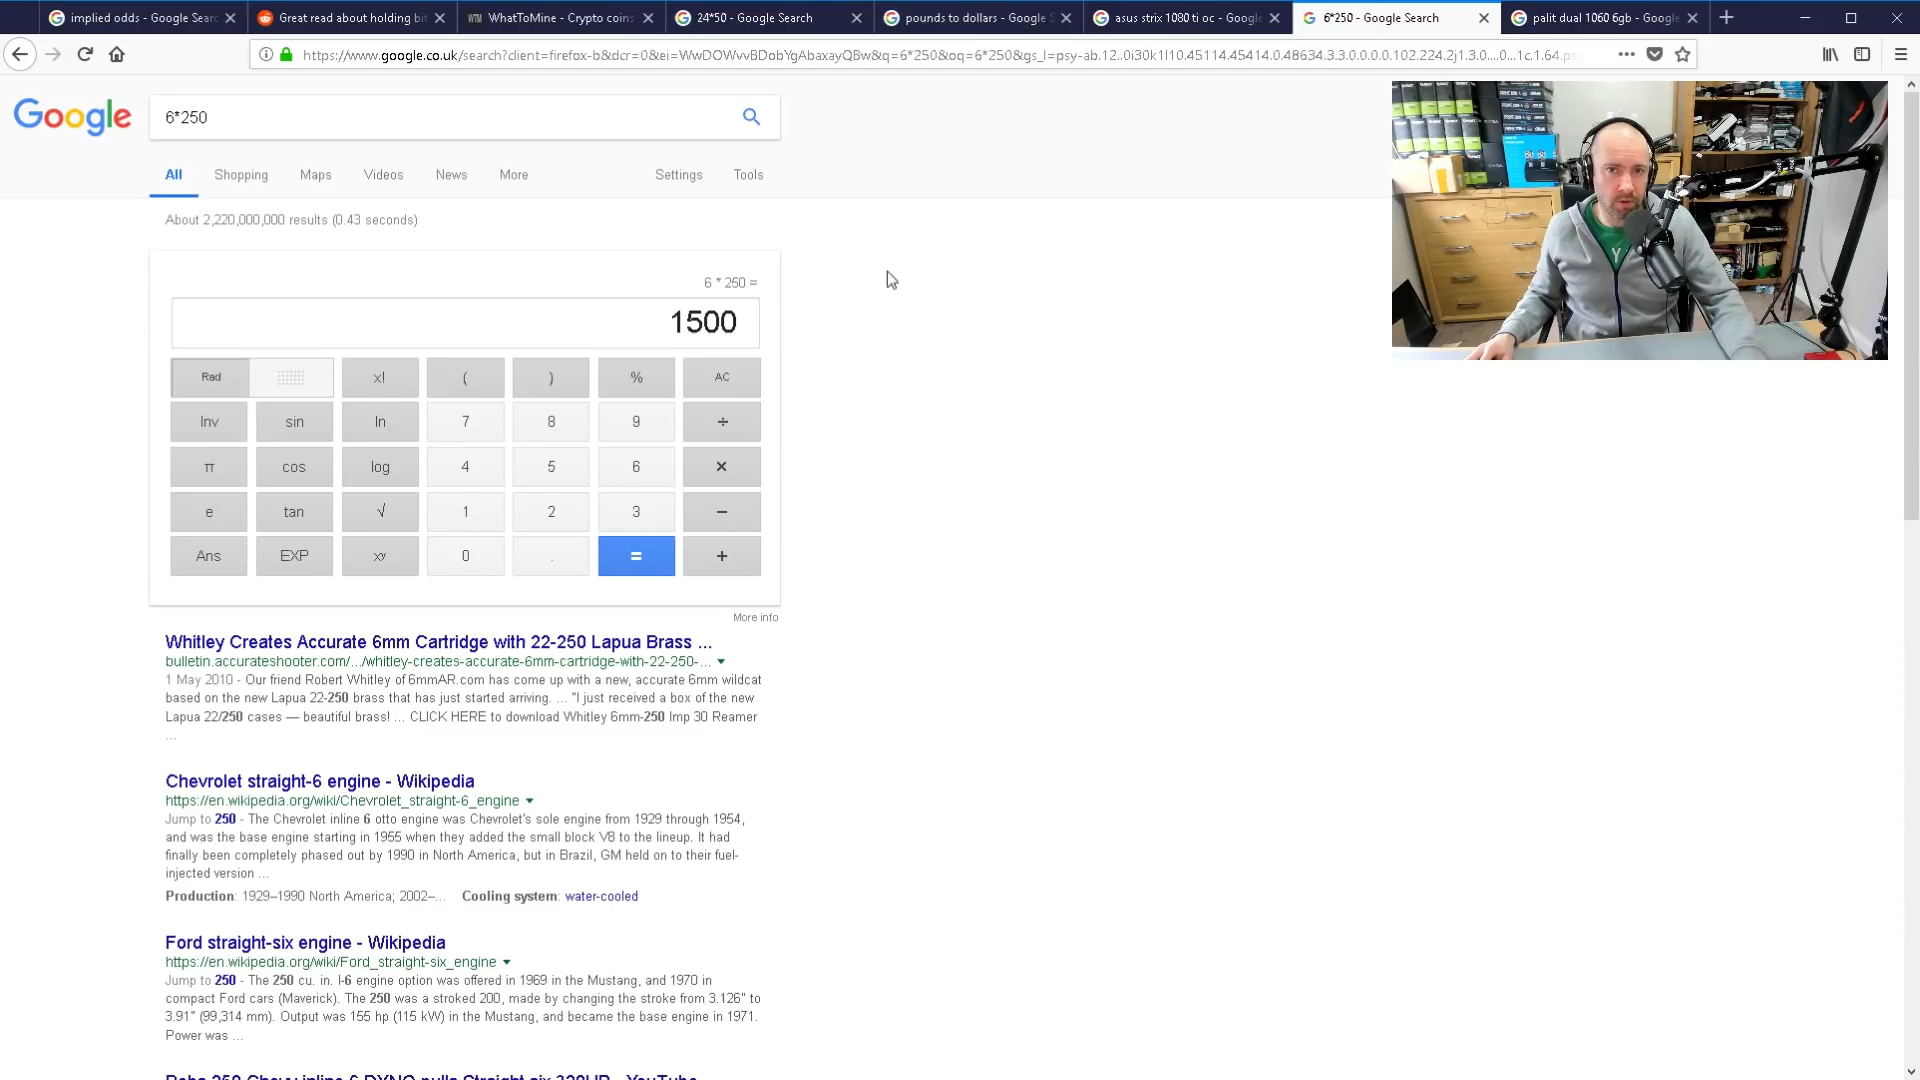 implied odds - Google Searc
Great read about holding bit
WTM WhatToMine - Crypto coins
24*50 - Google Search
pounds to dollars - Google S
asus strix 1080 ti oc - Google
6*250 - Google Search
palit dual 1060 6gb - Google
Google
6*250
All Shopping Maps Videos News More Settings Tools
About 2,220,000,000 results (0.43 seconds)
6 * 250 =
1500
Rad x! ( ) % AC
Inv sin ln 7 8 9 ÷
π cos log 4 5 6 ×
e tan √ 1 2 3 −
Ans EXP xy 0 . = +
More info
Whitley Creates Accurate 6mm Cartridge with 22-250 Lapua Brass ...
bulletin.accurateshooter.com/.../whitley-creates-accurate-6mm-cartridge-with-22-250-...
1 May 2010 - Our friend Robert Whitley of 6mmAR.com has come up with a new, accurate 6mm wildcat
based on the new Lapua 22-250 brass that has just started arriving. ... "I just received a box of the new
Lapua 22/250 cases — beautiful brass! ... CLICK HERE to download Whitley 6mm-250 Imp 30 Reamer
...
Chevrolet straight-6 engine - Wikipedia
https://en.wikipedia.org/wiki/Chevrolet_straight-6_engine
Jump to 250 - The Chevrolet inline 6 otto engine was Chevrolet's sole engine from 1929 through 1954,
and was the base engine starting in 1955 when they added the small block V8 to the lineup. It had
finally been completely phased out by 1990 in North America, but in Brazil, GM held on to their fuel-
injected version ...
Production: 1929–1990 North America; 2002–... Cooling system: water-cooled
Ford straight-six engine - Wikipedia
https://en.wikipedia.org/wiki/Ford_straight-six_engine
Jump to 250 - The 250 cu. in. I-6 engine option was offered in 1969 in the Mustang, and 1970 in
compact Ford cars (Maverick). The 250 was a stroked 200, made by changing the stroke from 3.126" to
3.91" (99,314 mm). Output was 155 hp (115 kW) in the Mustang, and became the base engine in 1971.
Power was ...